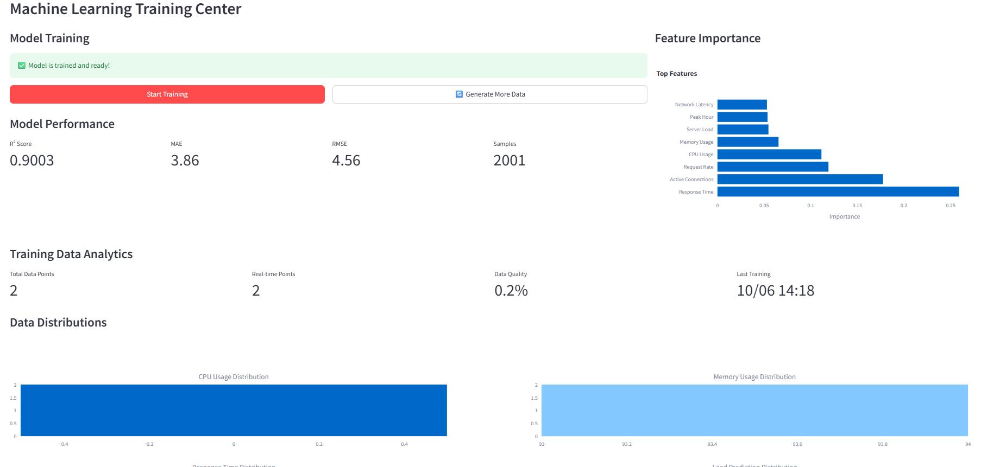 Machine Learning Training Center
Model Training
✅ Model is trained and ready!
Start Training
🔄 Generate More Data
Model Performance
R² Score
0.9003
MAE
3.86
RMSE
4.56
Samples
2001
Feature Importance
Top Features
Network Latency
Peak Hour
Server Load
Memory Usage
CPU Usage
Request Rate
Active Connections
Response Time
0 0.05 0.1 0.15 0.2 0.25
Importance
Training Data Analytics
Total Data Points
2
Real-time Points
2
Data Quality
0.2%
Last Training
10/06 14:18
Data Distributions
CPU Usage Distribution
2
1.5
1
0.5
0
−0.4 −0.2 0 0.2 0.4
Memory Usage Distribution
2
1.5
1
0.5
0
93 93.2 93.4 93.6 93.8 94
Response Time Distribution
Load Prediction Distribution